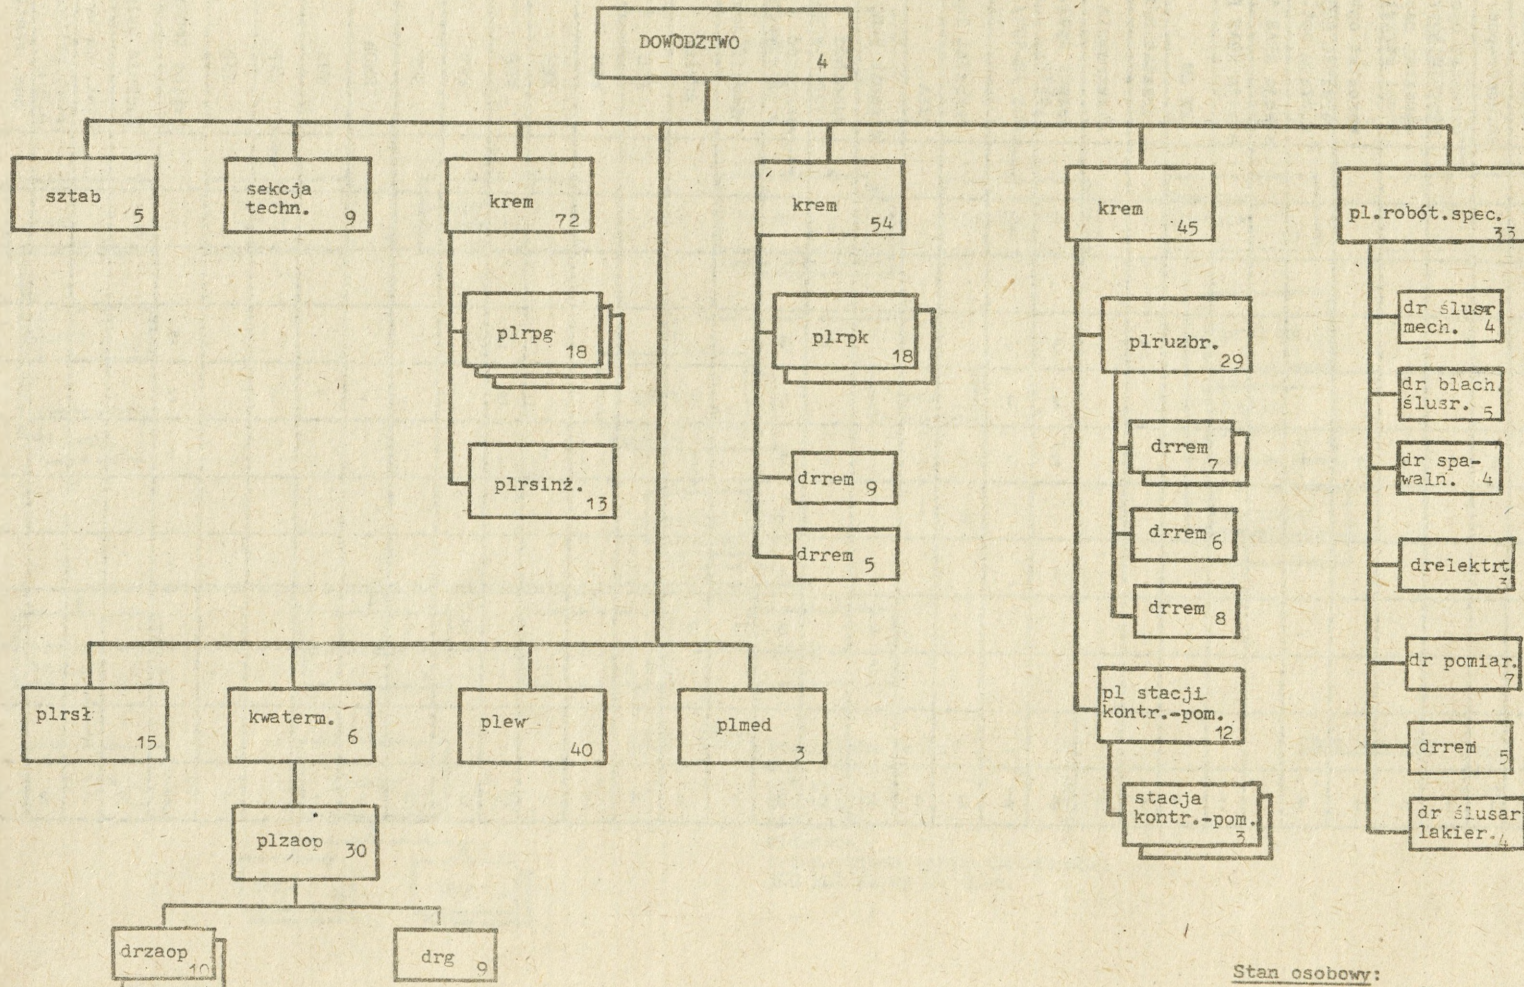 DOWÓDZTWO
4
sztab
5
sekcja
techn.
9
krem
72
krem
54
krem
45
pl.robót.spec.
33
plrpg
18
plrpk
18
plruzbr.
29
dr ślusr
mech. 4
dr blach.
ślusr. 5
drrem
7
dr spa-
waln. 4
plrsinż.
13
drrem 9
drrem 6
drrem 5
drelektrt
3
drrem 8
dr pomiar.
7
plrsł
15
kwaterm.
6
plew
40
plmed
3
pl stacji
kontr.-pom.
12
drrem
5
stacja
kontr.-pom.
3
dr ślusar
lakier. 4
plzaop 30
drzaop
10
drg 9
Stan osobowy: